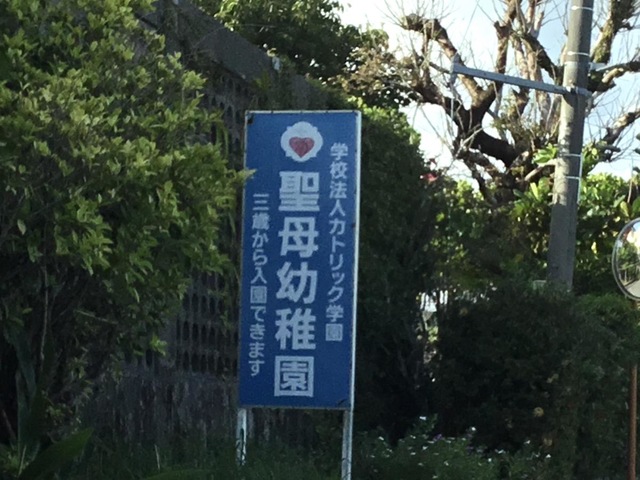 学校法人カトリック学園
聖母幼稚園
三歳から入園できます